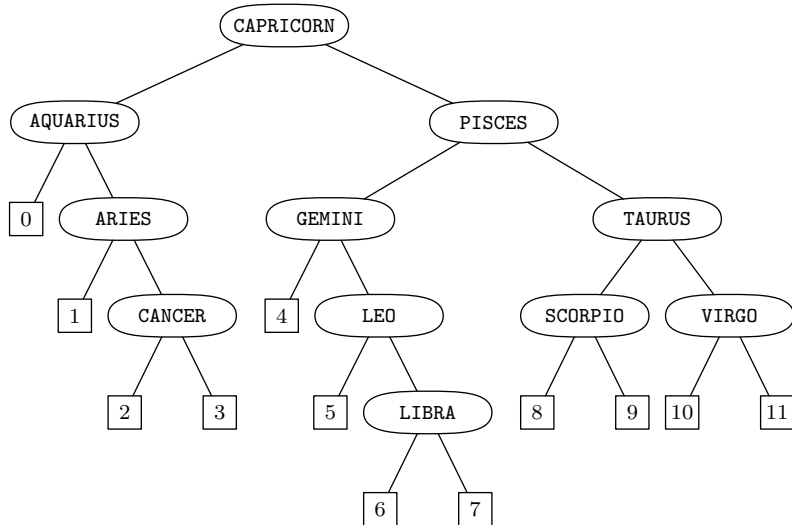 CAPRICORN
AQUARIUS PISCES
0 ARIES GEMINI TAURUS
1 CANCER 4 LEO SCORPIO VIRGO
2 3 5 LIBRA 8 9 10 11
6 7